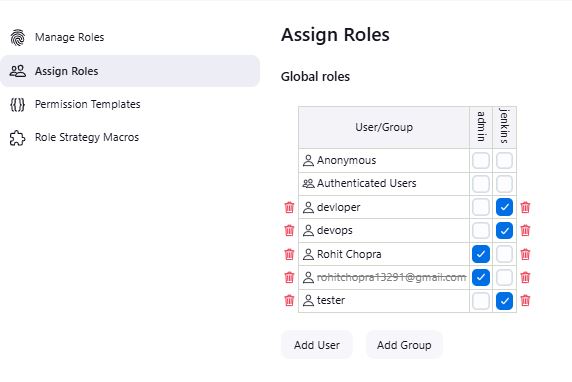 Manage Roles
Assign Roles
Permission Templates
Role Strategy Macros
Assign Roles
Global roles
User/Group
admin
jenkins
Anonymous
Authenticated Users
devloper
devops
Rohit Chopra
rohitchopra13291@gmail.com
tester
Add User
Add Group